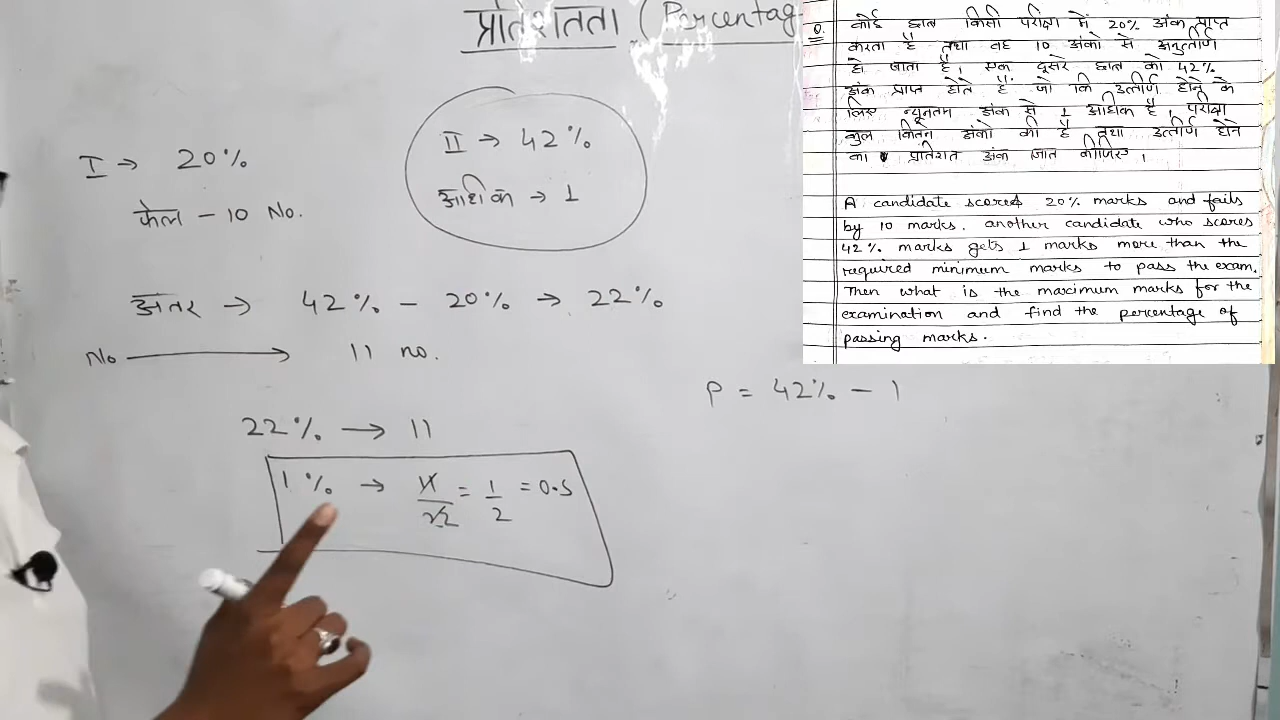 प्रतिशतता (Percentag
I → 20%
फेल - 10 No.
II → 42%
आधिक → 1
अंतर → 42% - 20% → 22%
No → 11 no.
22% → 11
1% → 11/22 = 1/2 = 0.5
P = 42% - 1
Q. कोई छात्र किसी परीक्षा में 20% अंक प्राप्त
करता है तथा वह 10 अंको से अनुत्तीर्ण
हो जाता है, एक दूसरे छात्र को 42%
अंक प्राप्त होते हैं जो कि उत्तीर्ण होने के
लिए न्यूनतम अंक से 1 आधिक है, परीक्षा
कुल कितने अंको की है तथा उत्तीर्ण होने
का प्रतिशत अंक ज्ञात कीजिए।
A candidate scores 20% marks and fails
by 10 marks. another candidate who scores
42% marks gets 1 marks more than the
required minimum marks to pass the exam.
Then what is the maximum marks for the
examination and find the percentage of
passing marks.